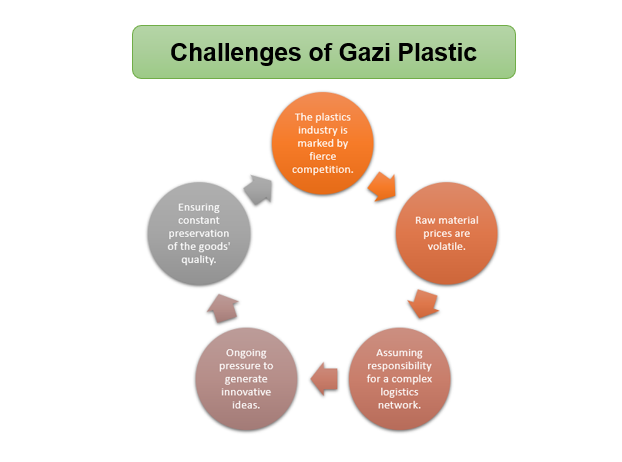 Challenges of Gazi Plastic
The plastics
industry is
marked by
fierce
competition.
Raw material
prices are
volatile.
Assuming
responsibility
for a complex
logistics
network.
Ongoing
pressure to
generate
innovative
ideas.
Ensuring
constant
preservation
of the goods'
quality.